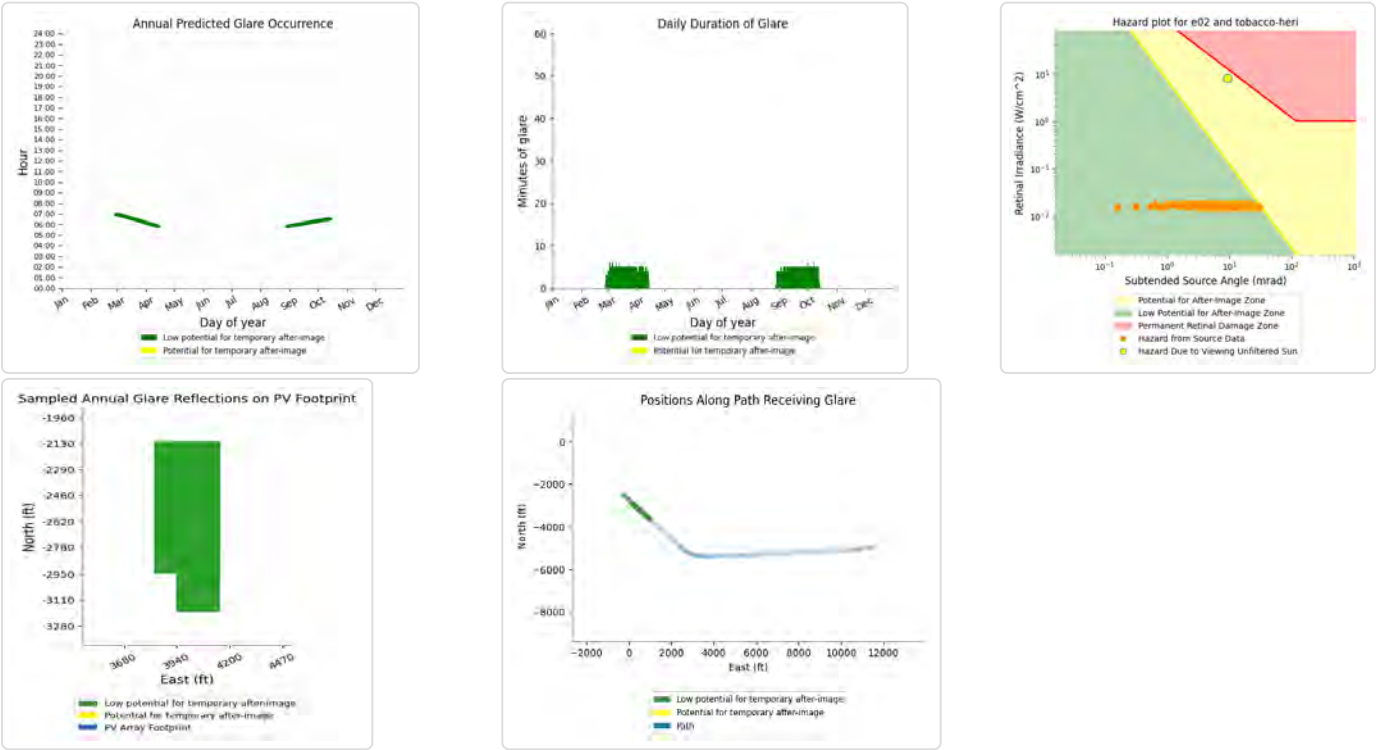 Annual Predicted Glare Occurrence
24:00
23:00
22:00
21:00
20:00
19:00
18:00
17:00
16:00
15:00
14:00
13:00
12:00
11:00
10:00
09:00
08:00
07:00
06:00
05:00
04:00
03:00
02:00
01:00
00:00
Hour
Jan Feb Mar Apr May Jun Jul Aug Sep Oct Nov Dec
Day of year
Low potential for temporary after-image
Potential for temporary after-image
Daily Duration of Glare
60
50
40
30
20
10
0
Minutes of glare
Jan Feb Mar Apr May Jun Jul Aug Sep Oct Nov Dec
Day of year
Low potential for temporary after-image
Potential for temporary after-image
Hazard plot for e02 and tobacco-heri
10¹
10⁰
10⁻¹
10⁻²
Retinal Irradiance (W/cm^2)
10⁻¹ 10⁰ 10¹ 10² 10³
Subtended Source Angle (mrad)
Potential for After-Image Zone
Low Potential for After-Image Zone
Permanent Retinal Damage Zone
Hazard from Source Data
Hazard Due to Viewing Unfiltered Sun
Sampled Annual Glare Reflections on PV Footprint
-1960
-2130
-2290
-2460
-2620
-2780
-2950
-3110
-3280
North (ft)
3680 3940 4200 4470
East (ft)
Low potential for temporary after-image
Potential for temporary after-image
PV Array Footprint
Positions Along Path Receiving Glare
0
−2000
−4000
−6000
−8000
North (ft)
−2000 0 2000 4000 6000 8000 10000 12000
East (ft)
Low potential for temporary after-image
Potential for temporary after-image
Path